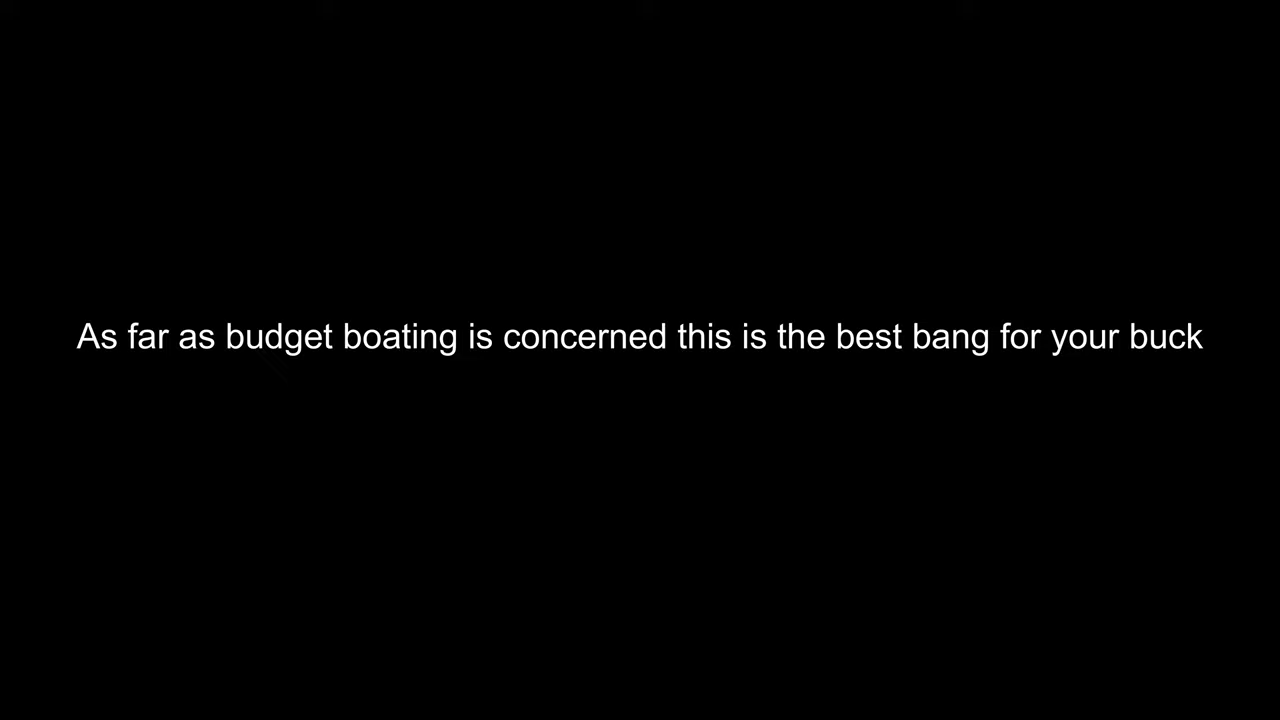 As far as budget boating is concerned this is the best bang for your buck